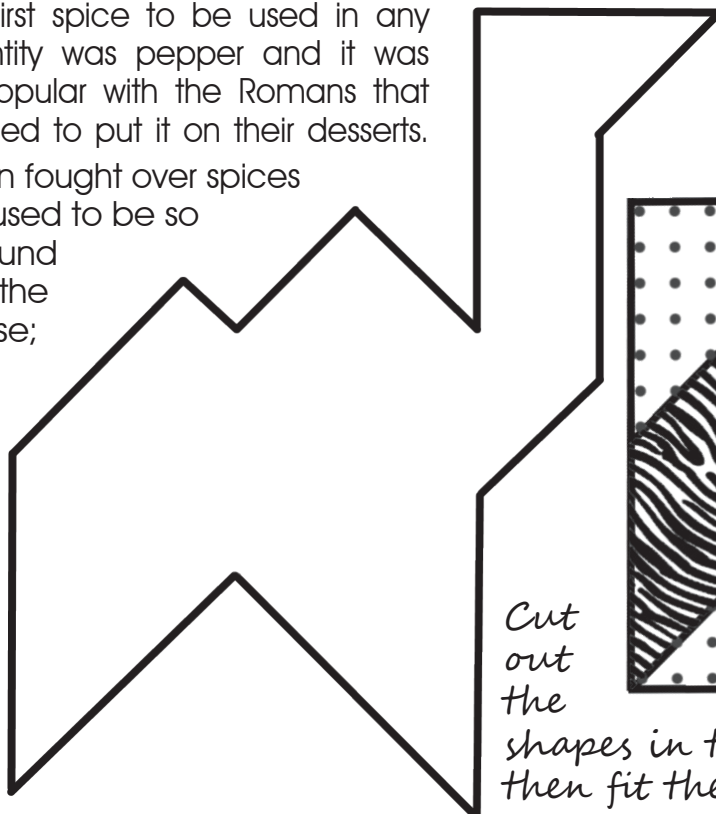 irst spice to be used in any
ntity was pepper and it was
opular with the Romans that
ed to put it on their desserts.
n fought over spices
used to be so
und
the
se;
Cut
out
the
shapes in t
then fit the